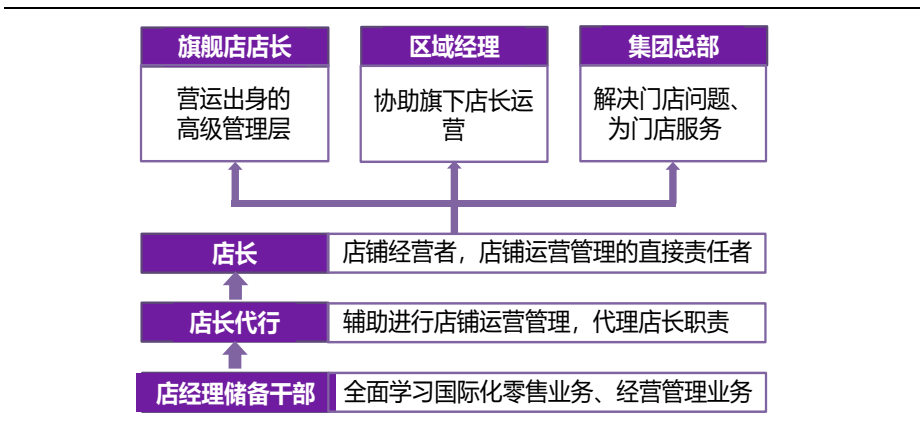 旗舰店店长
营运出身的
高级管理层
区域经理
协助旗下店长运
营
集团总部
解决门店问题、
为门店服务
店长
店铺经营者，店铺运营管理的直接责任者
店长代行
辅助进行店铺运营管理，代理店长职责
店经理储备干部
全面学习国际化零售业务、经营管理业务